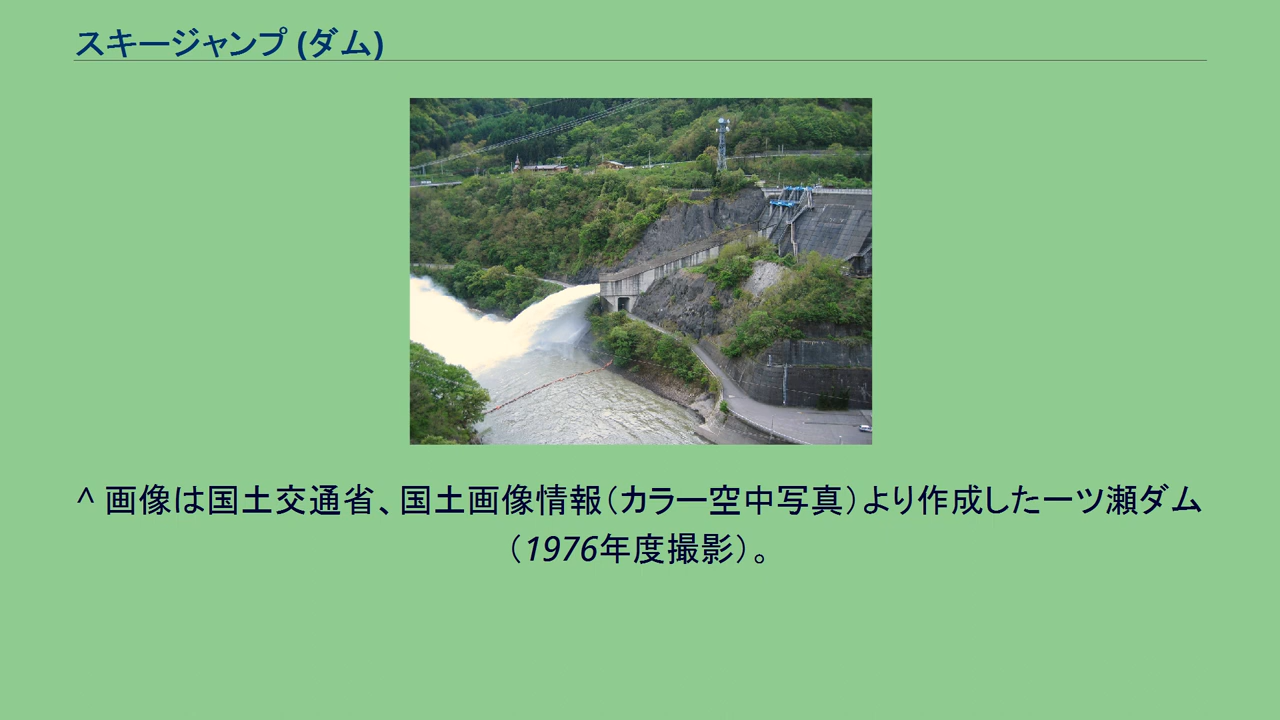 スキージャンプ (ダム)
^ 画像は国土交通省、国土画像情報（カラー空中写真）より作成した一ツ瀬ダム
（1976年度撮影）。